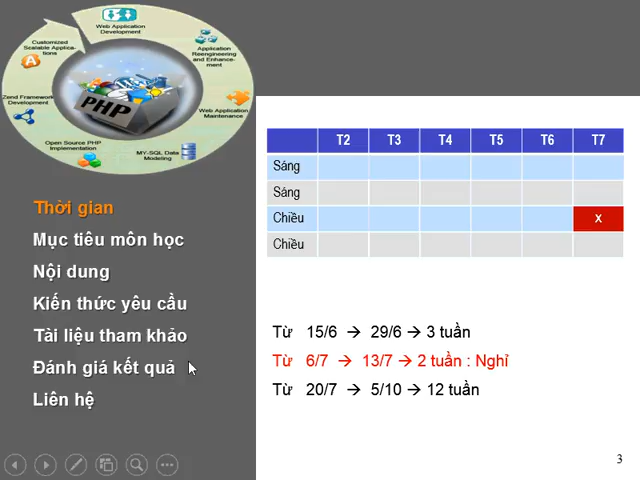 Web Application
Development
Customized
Scalable Applica-
tions
Application
Reengineering
and Enhance-
ment
Zend Framework
Development
PHP
Web Application
Maintenance
Open Source PHP
Implementation
MY-SQL Data
Modeling
T2 T3 T4 T5 T6 T7
Sáng
Sáng
Chiều x
Chiều
Thời gian
Mục tiêu môn học
Nội dung
Kiến thức yêu cầu
Tài liệu tham khảo
Đánh giá kết quả
Liên hệ
Từ 15/6 → 29/6 → 3 tuần
Từ 6/7 → 13/7 → 2 tuần : Nghỉ
Từ 20/7 → 5/10 → 12 tuần
3